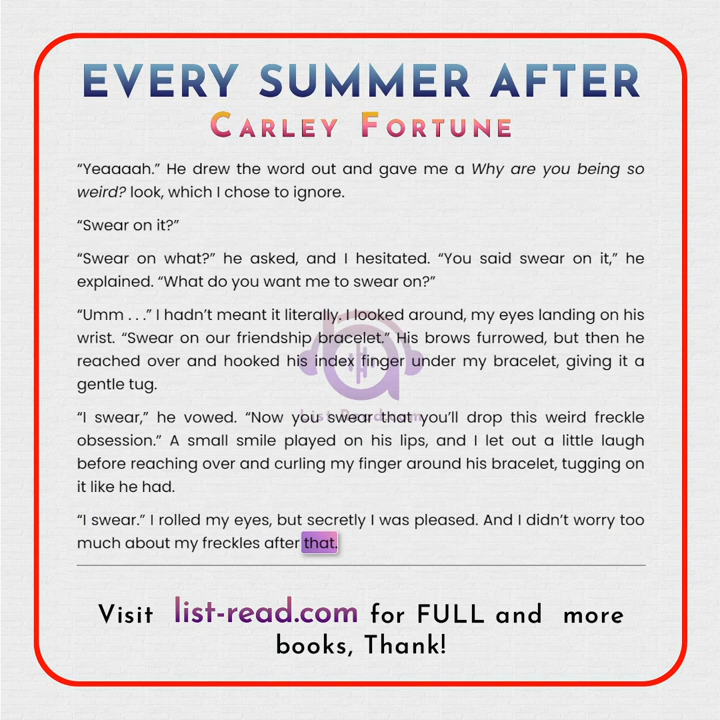 EVERY SUMMER AFTER
CARLEY FORTUNE
“Yeaaaah.” He drew the word out and gave me a Why are you being so
weird? look, which I chose to ignore.
“Swear on it?”
“Swear on what?” he asked, and I hesitated. “You said swear on it,” he
explained. “What do you want me to swear on?”
“Umm . . .” I hadn’t meant it literally. I looked around, my eyes landing on his
wrist. “Swear on our friendship bracelet.” His brows furrowed, but then he
reached over and hooked his index finger under my bracelet, giving it a
gentle tug.
“I swear,” he vowed. “Now you swear that you’ll drop this weird freckle
obsession.” A small smile played on his lips, and I let out a little laugh
before reaching over and curling my finger around his bracelet, tugging on
it like he had.
“I swear.” I rolled my eyes, but secretly I was pleased. And I didn’t worry too
much about my freckles after that.
Visit list-read.com for FULL and more
books, Thank!